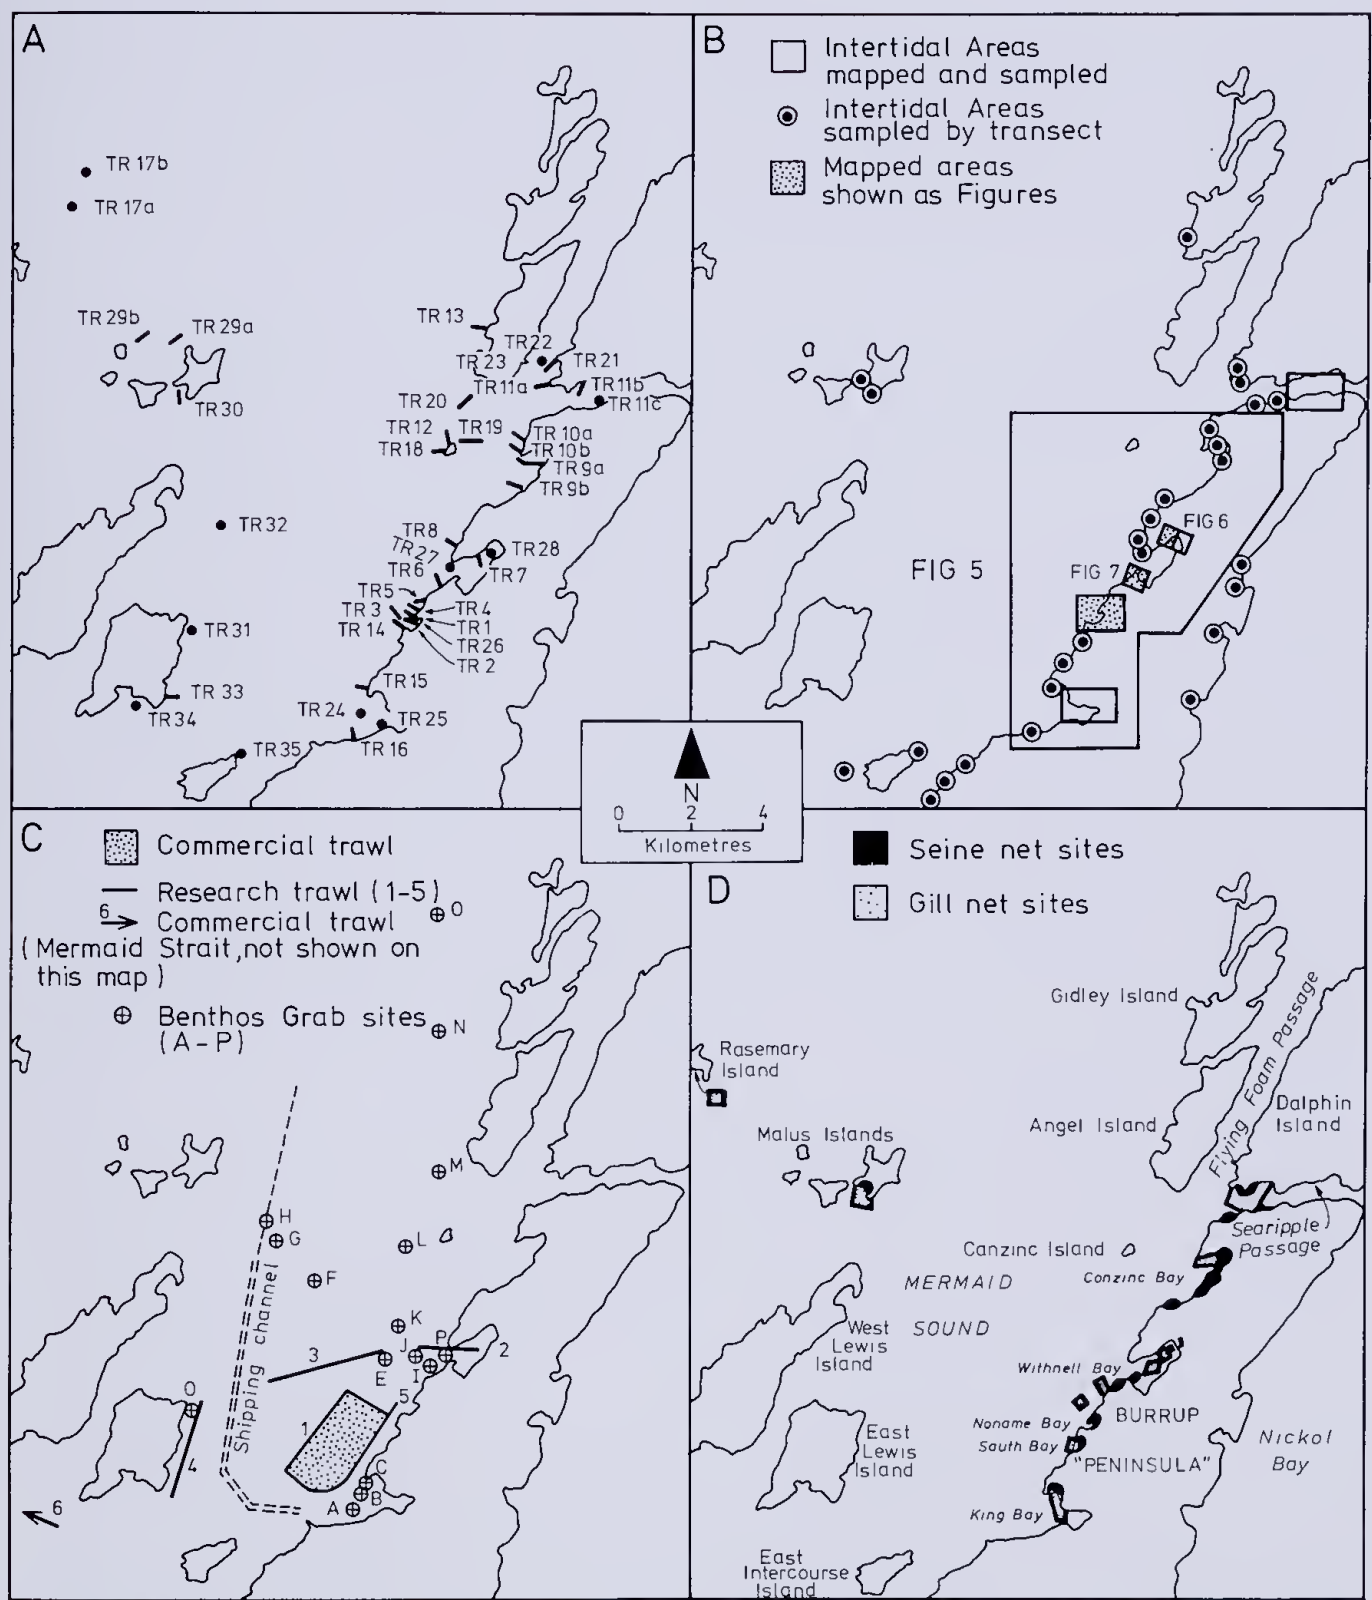 A
TR 17b
TR 17a
TR 29b
TR 29a
TR 30
TR 13
TR 22
TR 23
TR 21
TR 11a
TR 11b
TR 11c
TR 20
TR 12
TR 19
TR 18
TR 10a
TR 10b
TR 9a
TR 9b
TR 32
TR 8
TR 27
TR 28
TR 6
TR 7
TR 5
TR 3
TR 4
TR 14
TR 1
TR 26
TR 2
TR 31
TR 33
TR 34
TR 15
TR 24
TR 25
TR 16
TR 35
B
Intertidal Areas
mapped and sampled
Intertidal Areas
sampled by transect
Mapped areas
shown as Figures
FIG 6
FIG 5
FIG 7
N
0 2 4
Kilometres
C
Commercial trawl
Research trawl (1-5)
6
Commercial trawl
(Mermaid Strait, not shown on
this map)
Benthos Grab sites
(A-P)
O
N
M
H
G
L
F
K
J
P
2
3
E
I
5
Shipping channel
1
O
4
C
B
A
6
D
Seine net sites
Gill net sites
Gidley Island
Flying Foam Passage
Rasemary
Island
Dalphin
Island
Angel Island
Malus Islands
Searipple
Passage
Canzinc Island
Conzinc Bay
MERMAID
SOUND
West
Lewis
Island
Withnell Bay
BURRUP
Noname Bay
Sauth Bay
"PENINSULA"
East
Lewis
Island
Nickol
Bay
King Bay
East
Intercourse
Island